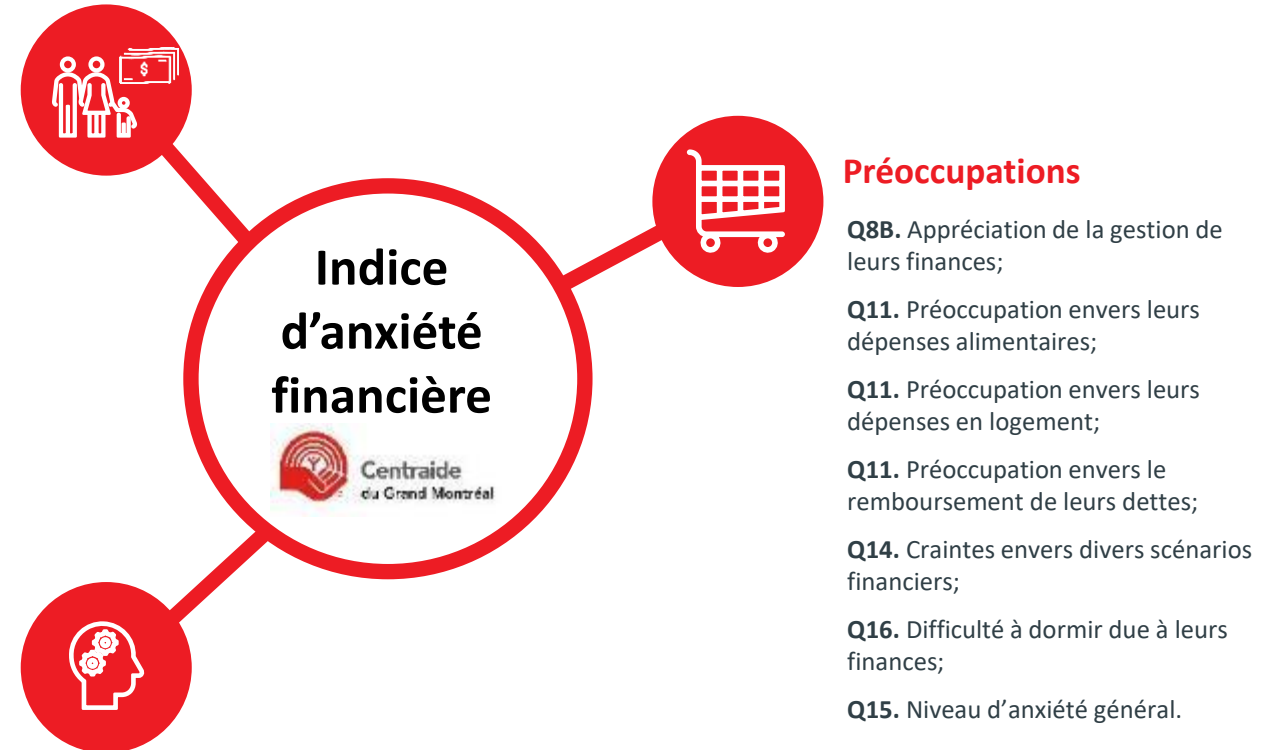 $
Indice
d’anxiété
financière
Centraide
du Grand Montréal
Préoccupations
Q8B. Appréciation de la gestion de
leurs finances;
Q11. Préoccupation envers leurs
dépenses alimentaires;
Q11. Préoccupation envers leurs
dépenses en logement;
Q11. Préoccupation envers le
remboursement de leurs dettes;
Q14. Craintes envers divers scénarios
financiers;
Q16. Difficulté à dormir due à leurs
finances;
Q15. Niveau d’anxiété général.